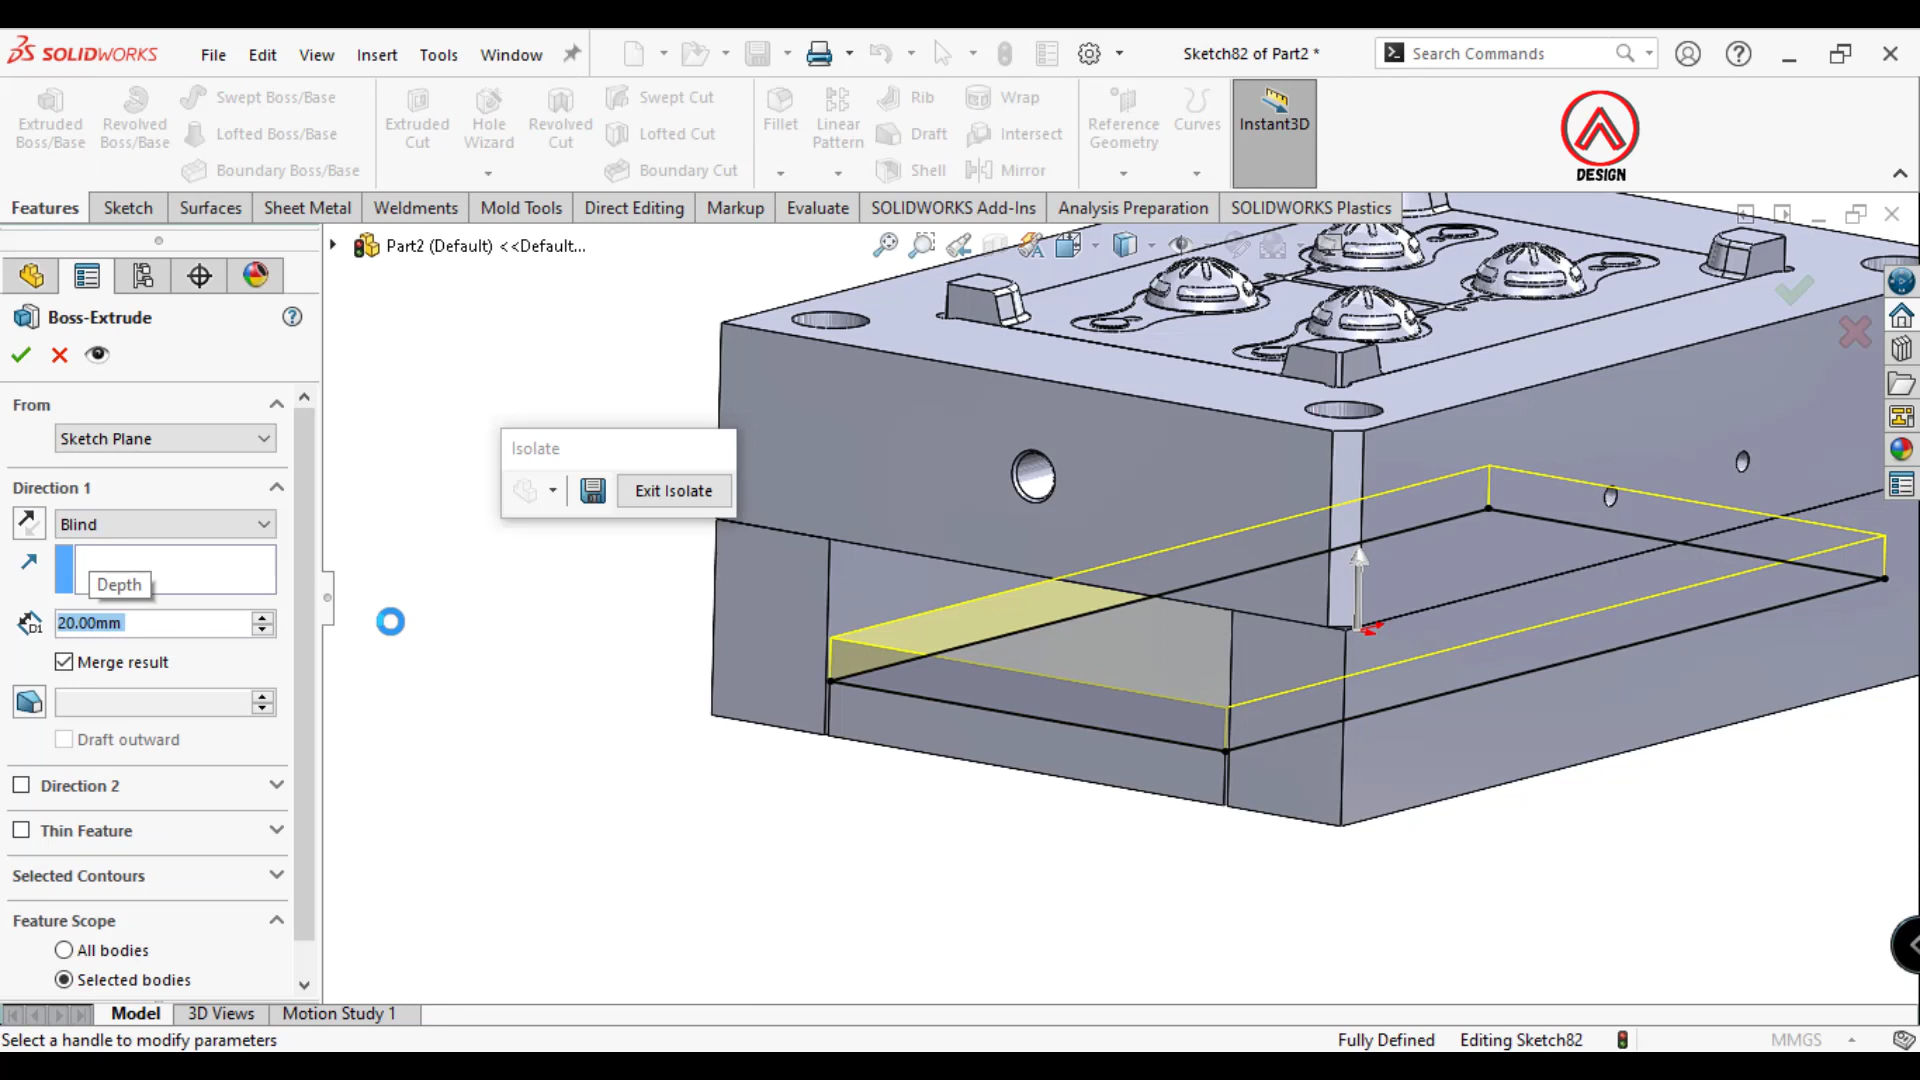 SOLIDWORKS
File Edit View Insert Tools Window
Sketch82 of Part2 *
Search Commands
Extruded Boss/Base
Revolved Boss/Base
Swept Boss/Base
Lofted Boss/Base
Boundary Boss/Base
Extruded Cut
Hole Wizard
Revolved Cut
Swept Cut
Lofted Cut
Boundary Cut
Fillet
Linear Pattern
Rib
Draft
Shell
Wrap
Intersect
Mirror
Reference Geometry
Curves
Instant3D
DESIGN
Features Sketch Surfaces Sheet Metal Weldments Mold Tools Direct Editing Markup Evaluate SOLIDWORKS Add-Ins Analysis Preparation SOLIDWORKS Plastics
Part2 (Default) <<Default...
Boss-Extrude
From
Sketch Plane
Direction 1
Blind
Depth
D1
20.00mm
Merge result
Draft outward
Direction 2
Thin Feature
Selected Contours
Feature Scope
All bodies
Selected bodies
Isolate
Exit Isolate
Model 3D Views Motion Study 1
Select a handle to modify parameters
Fully Defined Editing Sketch82 MMGS